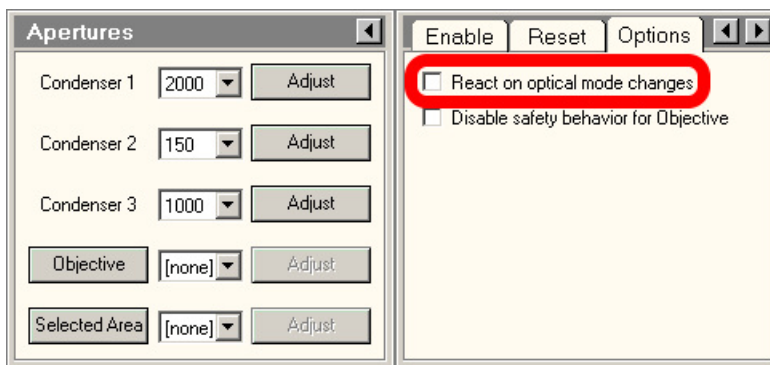 Apertures
Condenser 1 2000 Adjust
Condenser 2 150 Adjust
Condenser 3 1000 Adjust
Objective [none] Adjust
Selected Area [none] Adjust
Enable Reset Options
React on optical mode changes
Disable safety behavior for Objective